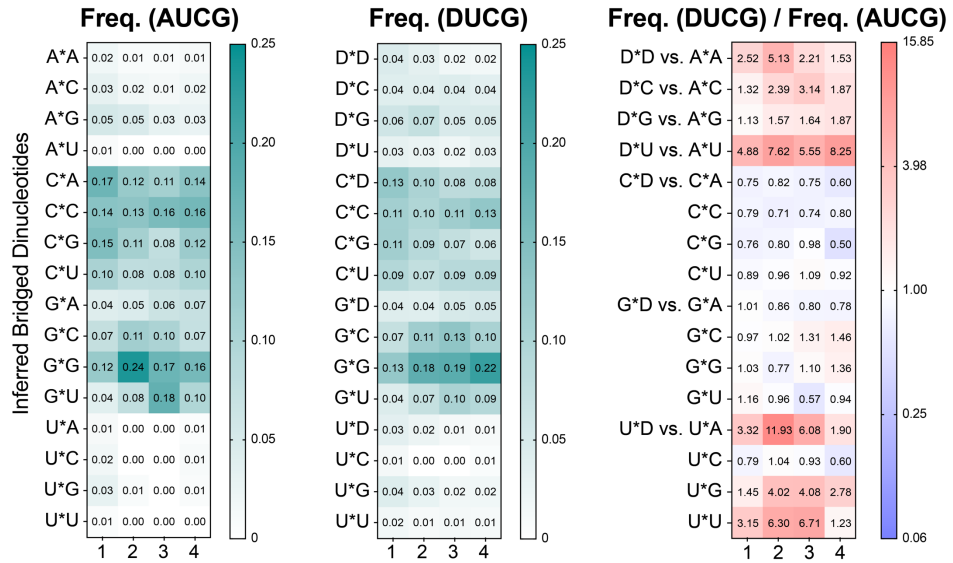 Freq. (AUCG)
Freq. (DUCG)
Freq. (DUCG) / Freq. (AUCG)
Inferred Bridged Dinucleotides
A*A 0.02 0.01 0.01 0.01
A*C 0.03 0.02 0.01 0.02
A*G 0.05 0.05 0.03 0.03
A*U 0.01 0.00 0.00 0.00
C*A 0.17 0.12 0.11 0.14
C*C 0.14 0.13 0.16 0.16
C*G 0.15 0.11 0.08 0.12
C*U 0.10 0.08 0.08 0.10
G*A 0.04 0.05 0.06 0.07
G*C 0.07 0.11 0.10 0.07
G*G 0.12 0.24 0.17 0.16
G*U 0.04 0.08 0.18 0.10
U*A 0.01 0.00 0.00 0.01
U*C 0.02 0.00 0.00 0.01
U*G 0.03 0.01 0.00 0.01
U*U 0.01 0.00 0.00 0.00
1 2 3 4
0.25
0.20
0.15
0.10
0.05
0
D*D 0.04 0.03 0.02 0.02
D*C 0.04 0.04 0.04 0.04
D*G 0.06 0.07 0.05 0.05
D*U 0.03 0.03 0.02 0.03
C*D 0.13 0.10 0.08 0.08
C*C 0.11 0.10 0.11 0.13
C*G 0.11 0.09 0.07 0.06
C*U 0.09 0.07 0.09 0.09
G*D 0.04 0.04 0.05 0.05
G*C 0.07 0.11 0.13 0.10
G*G 0.13 0.18 0.19 0.22
G*U 0.04 0.07 0.10 0.09
U*D 0.03 0.02 0.01 0.01
U*C 0.01 0.00 0.00 0.01
U*G 0.04 0.03 0.02 0.02
U*U 0.02 0.01 0.01 0.01
1 2 3 4
0.25
0.20
0.15
0.10
0.05
0
D*D vs. A*A 2.52 5.13 2.21 1.53
D*C vs. A*C 1.32 2.39 3.14 1.87
D*G vs. A*G 1.13 1.57 1.64 1.87
D*U vs. A*U 4.88 7.62 5.55 8.25
C*D vs. C*A 0.75 0.82 0.75 0.60
C*C 0.79 0.71 0.74 0.80
C*G 0.76 0.80 0.98 0.50
C*U 0.89 0.96 1.09 0.92
G*D vs. G*A 1.01 0.86 0.80 0.78
G*C 0.97 1.02 1.31 1.46
G*G 1.03 0.77 1.10 1.36
G*U 1.16 0.96 0.57 0.94
U*D vs. U*A 3.32 11.93 6.08 1.90
U*C 0.79 1.04 0.93 0.60
U*G 1.45 4.02 4.08 2.78
U*U 3.15 6.30 6.71 1.23
1 2 3 4
15.85
3.98
1.00
0.25
0.06